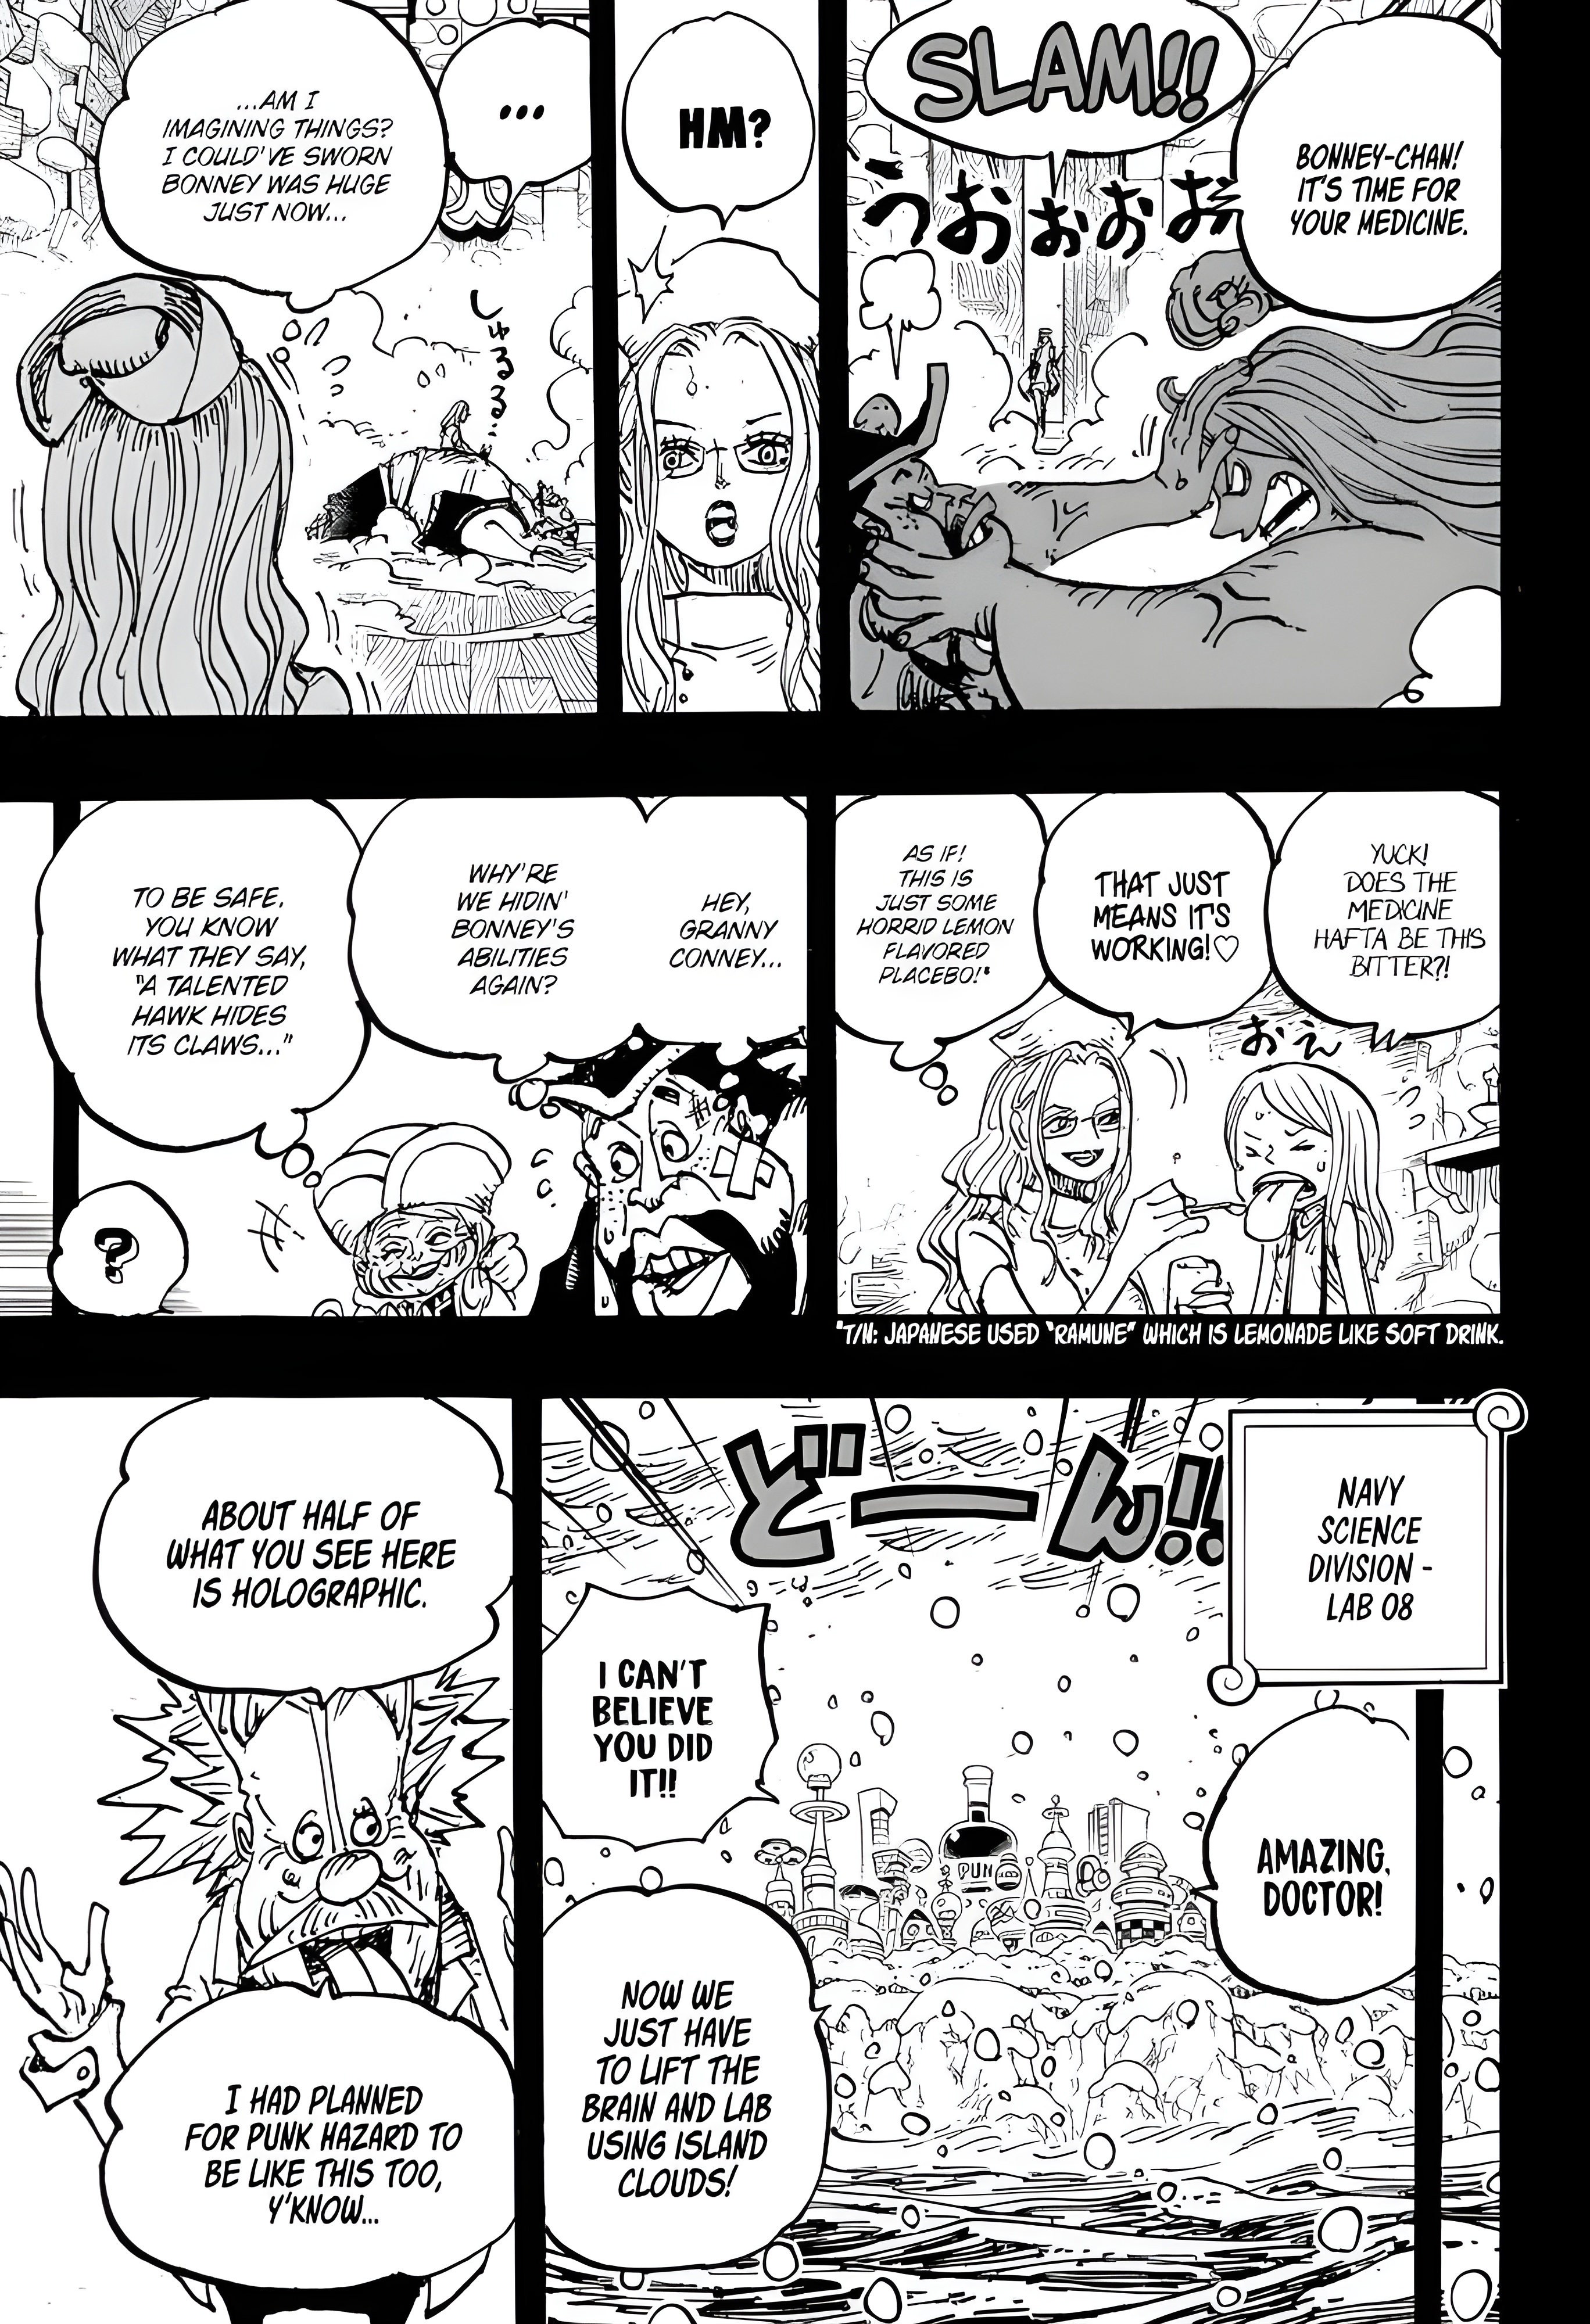 BONNEY-CHAN!
IT'S TIME FOR
YOUR MEDICINE.
SLAM!!
うおぉおお
HM?
...
...AM I
IMAGINING THINGS?
I COULD'VE SWORN
BONNEY WAS HUGE
JUST NOW...
しゅるるる...
YUCK!
DOES THE
MEDICINE
HAFTA BE THIS
BITTER?!
おえ
THAT JUST
MEANS IT'S
WORKING!♡
AS IF!
THIS IS
JUST SOME
HORRID LEMON
FLAVORED
PLACEBO!*
*T/N: JAPANESE USED "RAMUNE" WHICH IS LEMONADE LIKE SOFT DRINK.
HEY,
GRANNY
CONNEY...
WHY'RE
WE HIDIN'
BONNEY'S
ABILITIES
AGAIN?
TO BE SAFE.
YOU KNOW
WHAT THEY SAY,
"A TALENTED
HAWK HIDES
ITS CLAWS..."
?
NAVY
SCIENCE
DIVISION -
LAB 08
どーん!!
AMAZING,
DOCTOR!
PUNK
I CAN'T
BELIEVE
YOU DID
IT!!
NOW WE
JUST HAVE
TO LIFT THE
BRAIN AND LAB
USING ISLAND
CLOUDS!
ABOUT HALF OF
WHAT YOU SEE HERE
IS HOLOGRAPHIC.
I HAD PLANNED
FOR PUNK HAZARD TO
BE LIKE THIS TOO,
Y'KNOW...